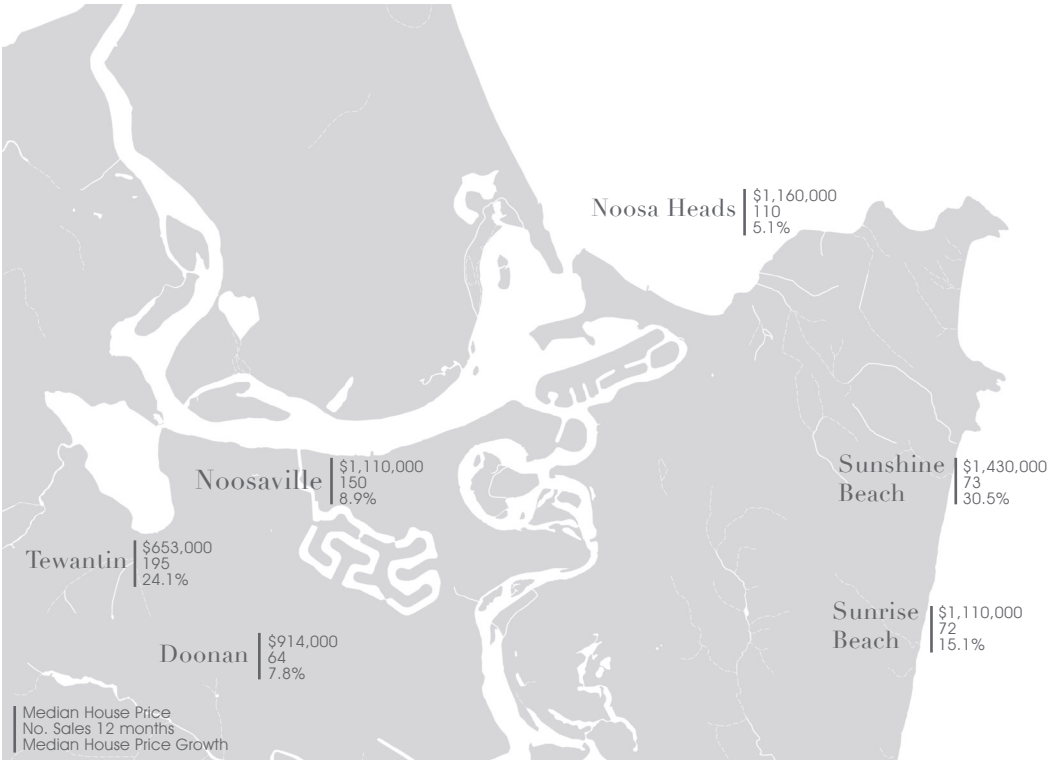 Noosa Heads
$1,160,000
110
5.1%
Noosaville
$1,110,000
150
8.9%
Sunshine
Beach
$1,430,000
73
30.5%
Tewantin
$653,000
195
24.1%
Sunrise
Beach
$1,110,000
72
15.1%
Doonan
$914,000
64
7.8%
Median House Price
No. Sales 12 months
Median House Price Growth